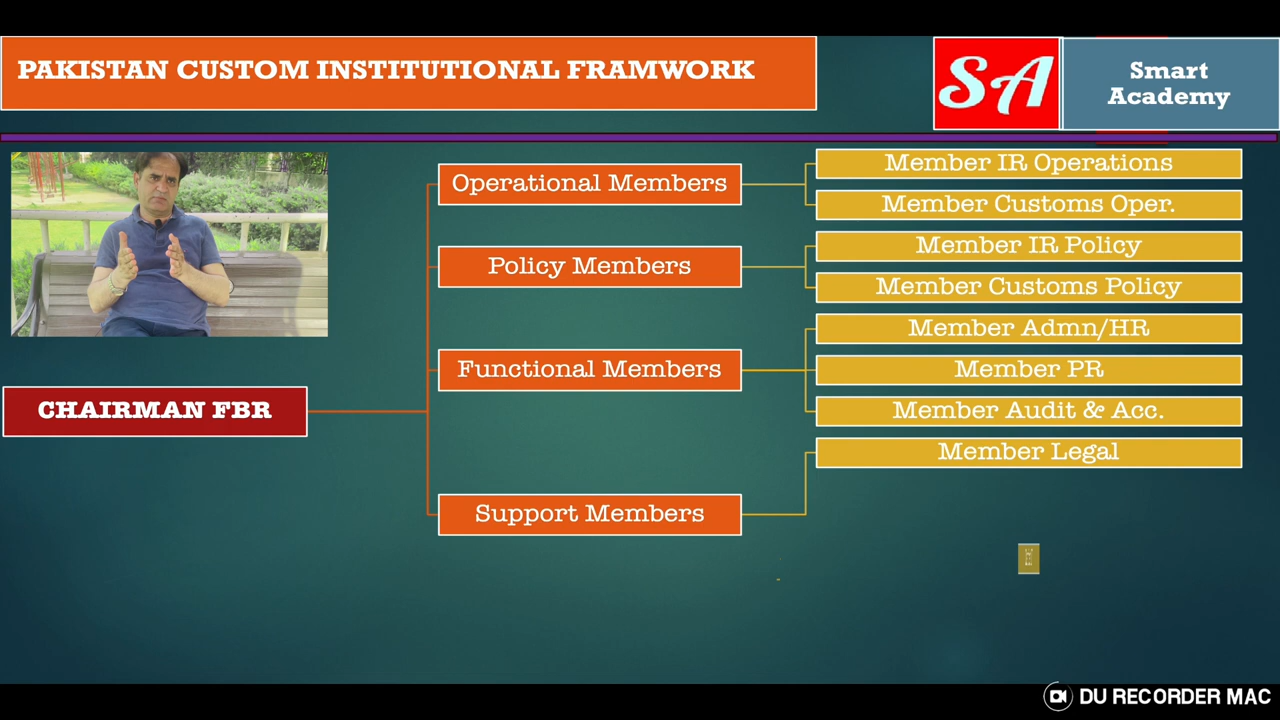 PAKISTAN CUSTOM INSTITUTIONAL FRAMWORK
SA
Smart
Academy
Operational Members
Member IR Operations
Member Customs Oper.
Policy Members
Member IR Policy
Member Customs Policy
Functional Members
Member Admn/HR
Member PR
Member Audit & Acc.
CHAIRMAN FBR
Support Members
Member Legal
DU RECORDER MAC